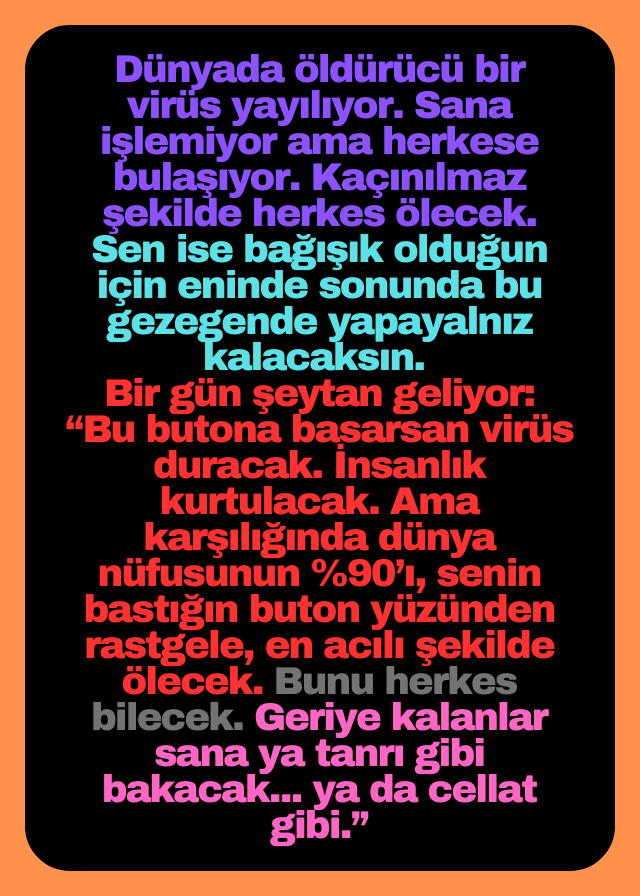 Dünyada öldürücü bir
virüs yayılıyor. Sana
işlemiyor ama herkese
bulaşıyor. Kaçınılmaz
şekilde herkes ölecek.
Sen ise bağışık olduğun
için eninde sonunda bu
gezegende yapayalnız
kalacaksın.
Bir gün şeytan geliyor:
“Bu butona basarsan virüs
duracak. İnsanlık
kurtulacak. Ama
karşılığında dünya
nüfusunun %90’ı, senin
bastığın buton yüzünden
rastgele, en acılı şekilde
ölecek. Bunu herkes
bilecek. Geriye kalanlar
sana ya tanrı gibi
bakacak... ya da cellat
gibi.”